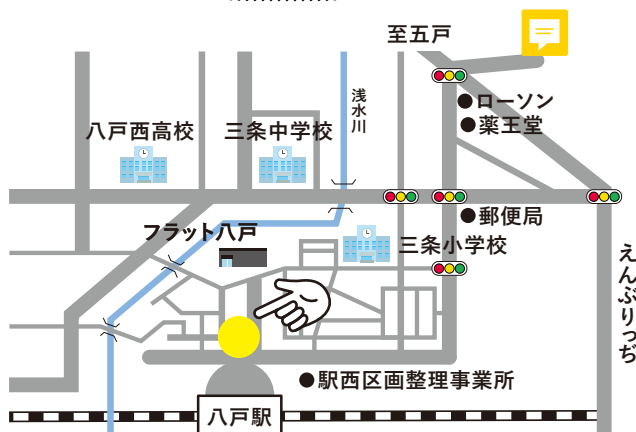 至五戸
浅水川
ローソン
薬王堂
八戸西高校
三条中学校
郵便局
フラット八戸
三条小学校
えんぶりっぢ
駅西区画整理事業所
八戸駅